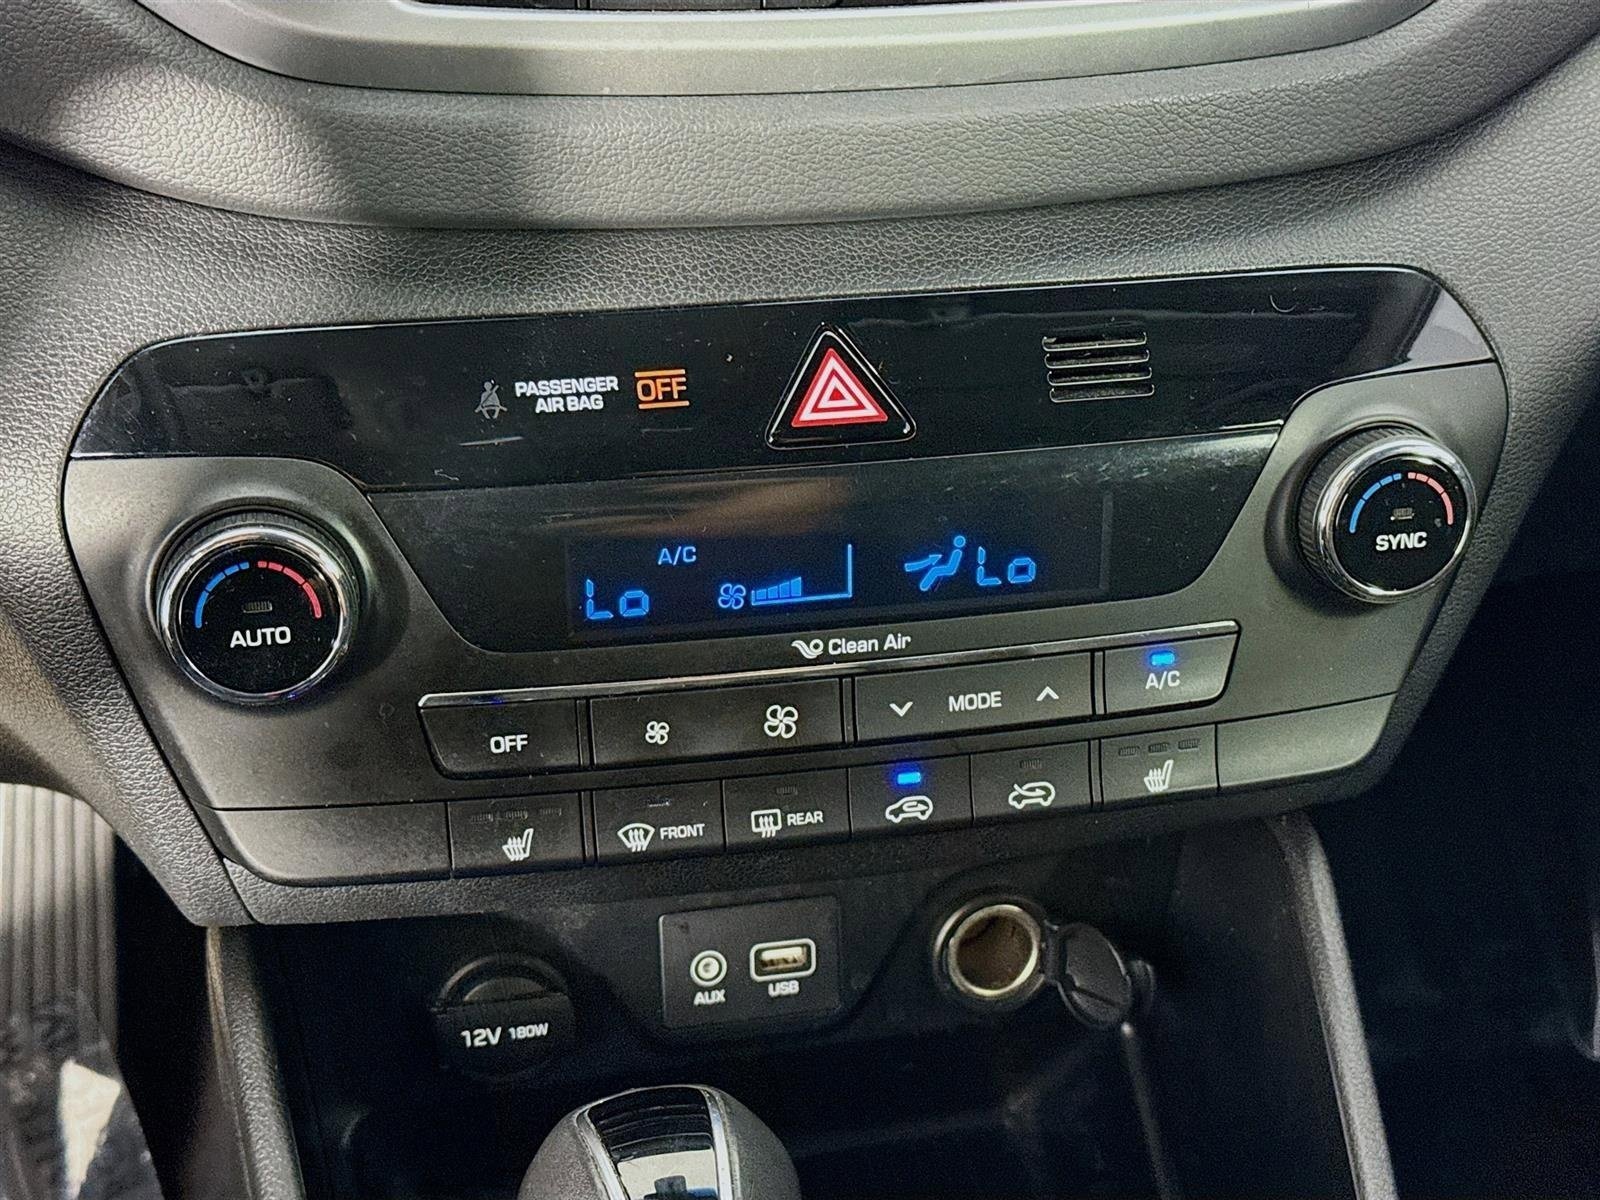 PASSENGER
AIR BAG
OFF
SYNC
A/C
Lo
Lo
AUTO
Clean Air
OFF
MODE
A/C
FRONT
REAR
AUX
USB
12V 180W